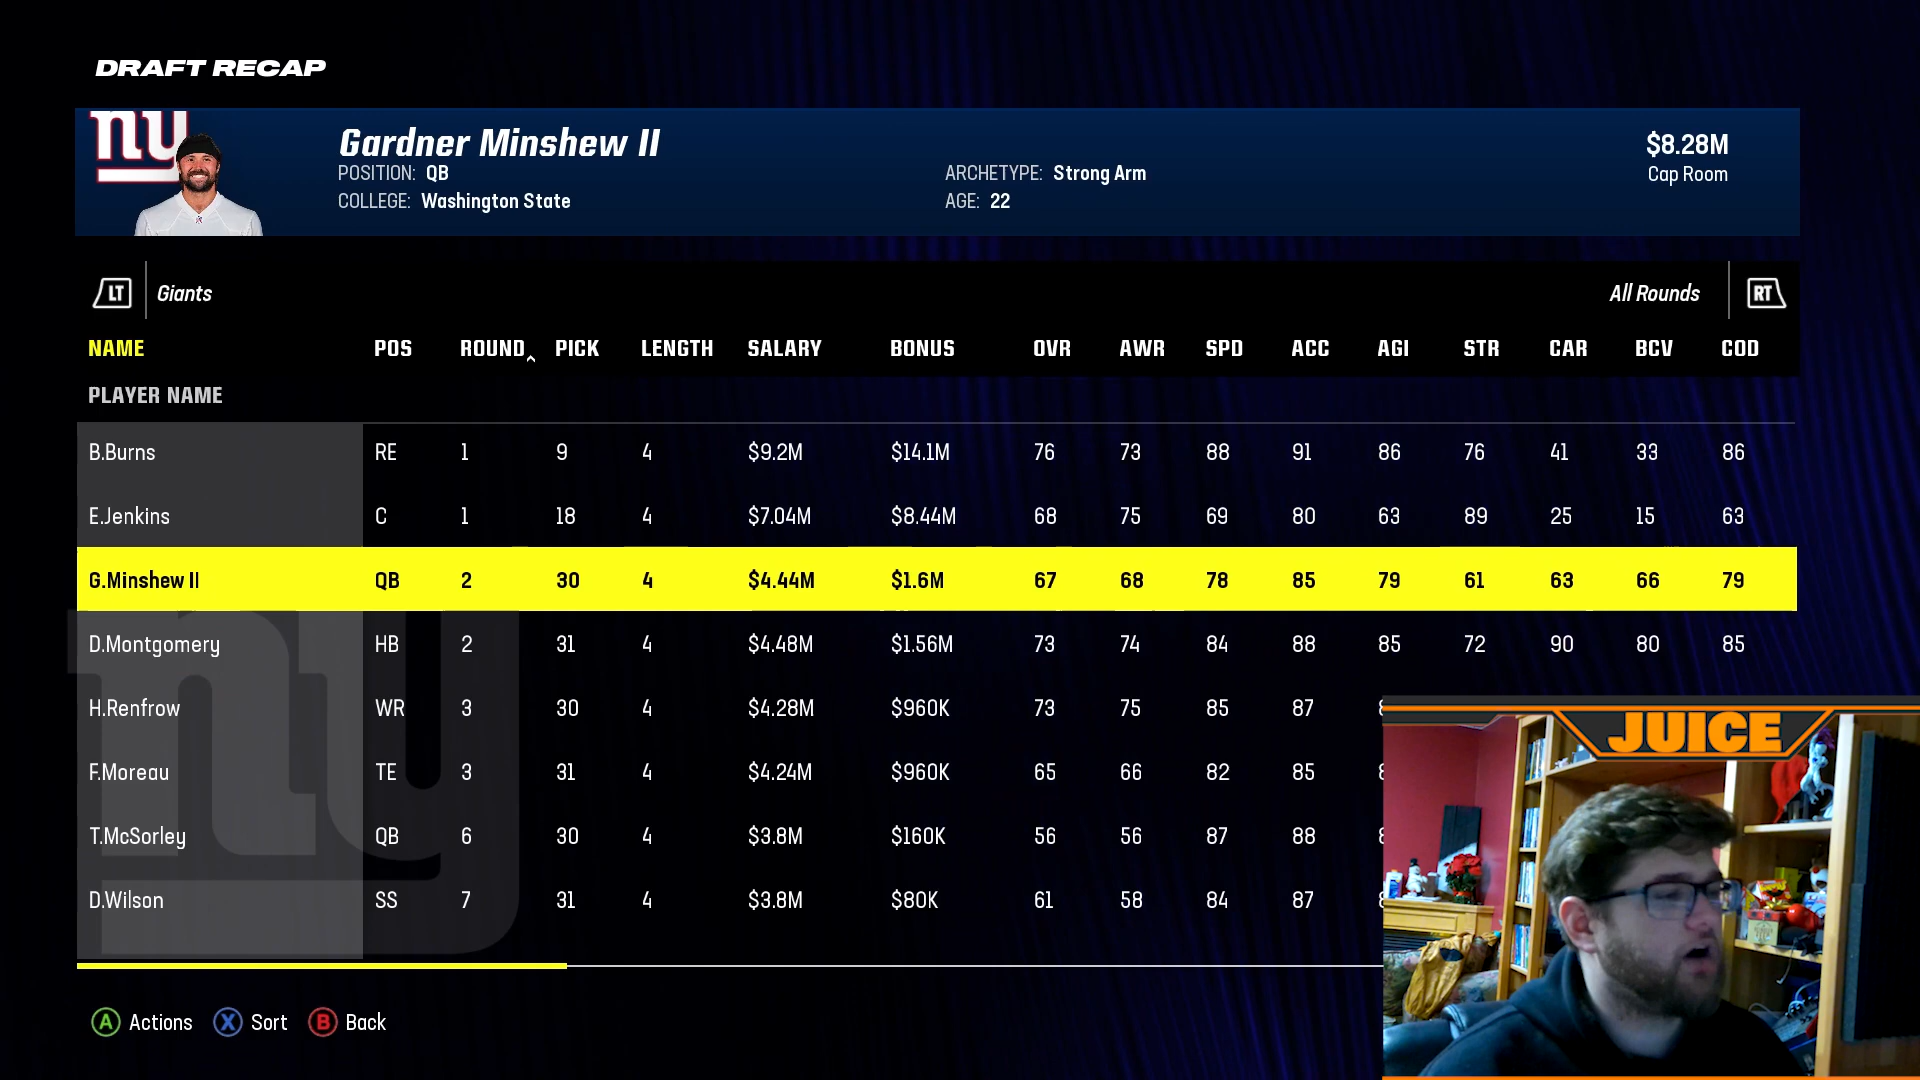 DRAFT RECAP
ny
Gardner Minshew II
POSITION: QB
COLLEGE: Washington State
ARCHETYPE: Strong Arm
AGE: 22
$8.28M
Cap Room
LT Giants
All Rounds RT
NAME POS ROUND PICK LENGTH SALARY BONUS OVR AWR SPD ACC AGI STR CAR BCV COD
PLAYER NAME
B.Burns RE 1 9 4 $9.2M $14.1M 76 73 88 91 86 76 41 33 86
E.Jenkins C 1 18 4 $7.04M $8.44M 68 75 69 80 63 89 25 15 63
G.Minshew II QB 2 30 4 $4.44M $1.6M 67 68 78 85 79 61 63 66 79
D.Montgomery HB 2 31 4 $4.48M $1.56M 73 74 84 88 85 72 90 80 85
H.Renfrow WR 3 30 4 $4.28M $960K 73 75 85 87
F.Moreau TE 3 31 4 $4.24M $960K 65 66 82 85
T.McSorley QB 6 30 4 $3.8M $160K 56 56 87 88
D.Wilson SS 7 31 4 $3.8M $80K 61 58 84 87
JUICE
A Actions X Sort B Back